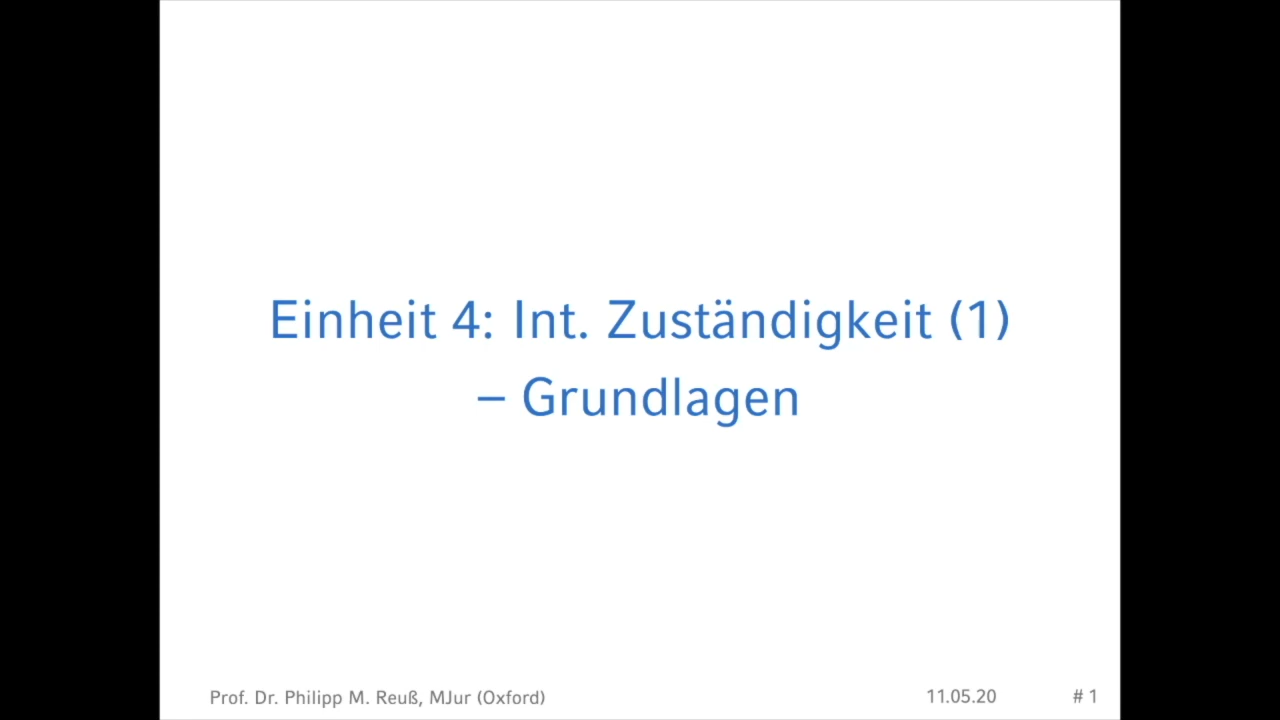 Einheit 4: Int. Zuständigkeit (1)
– Grundlagen
Prof. Dr. Philipp M. Reuß, MJur (Oxford)
11.05.20
# 1